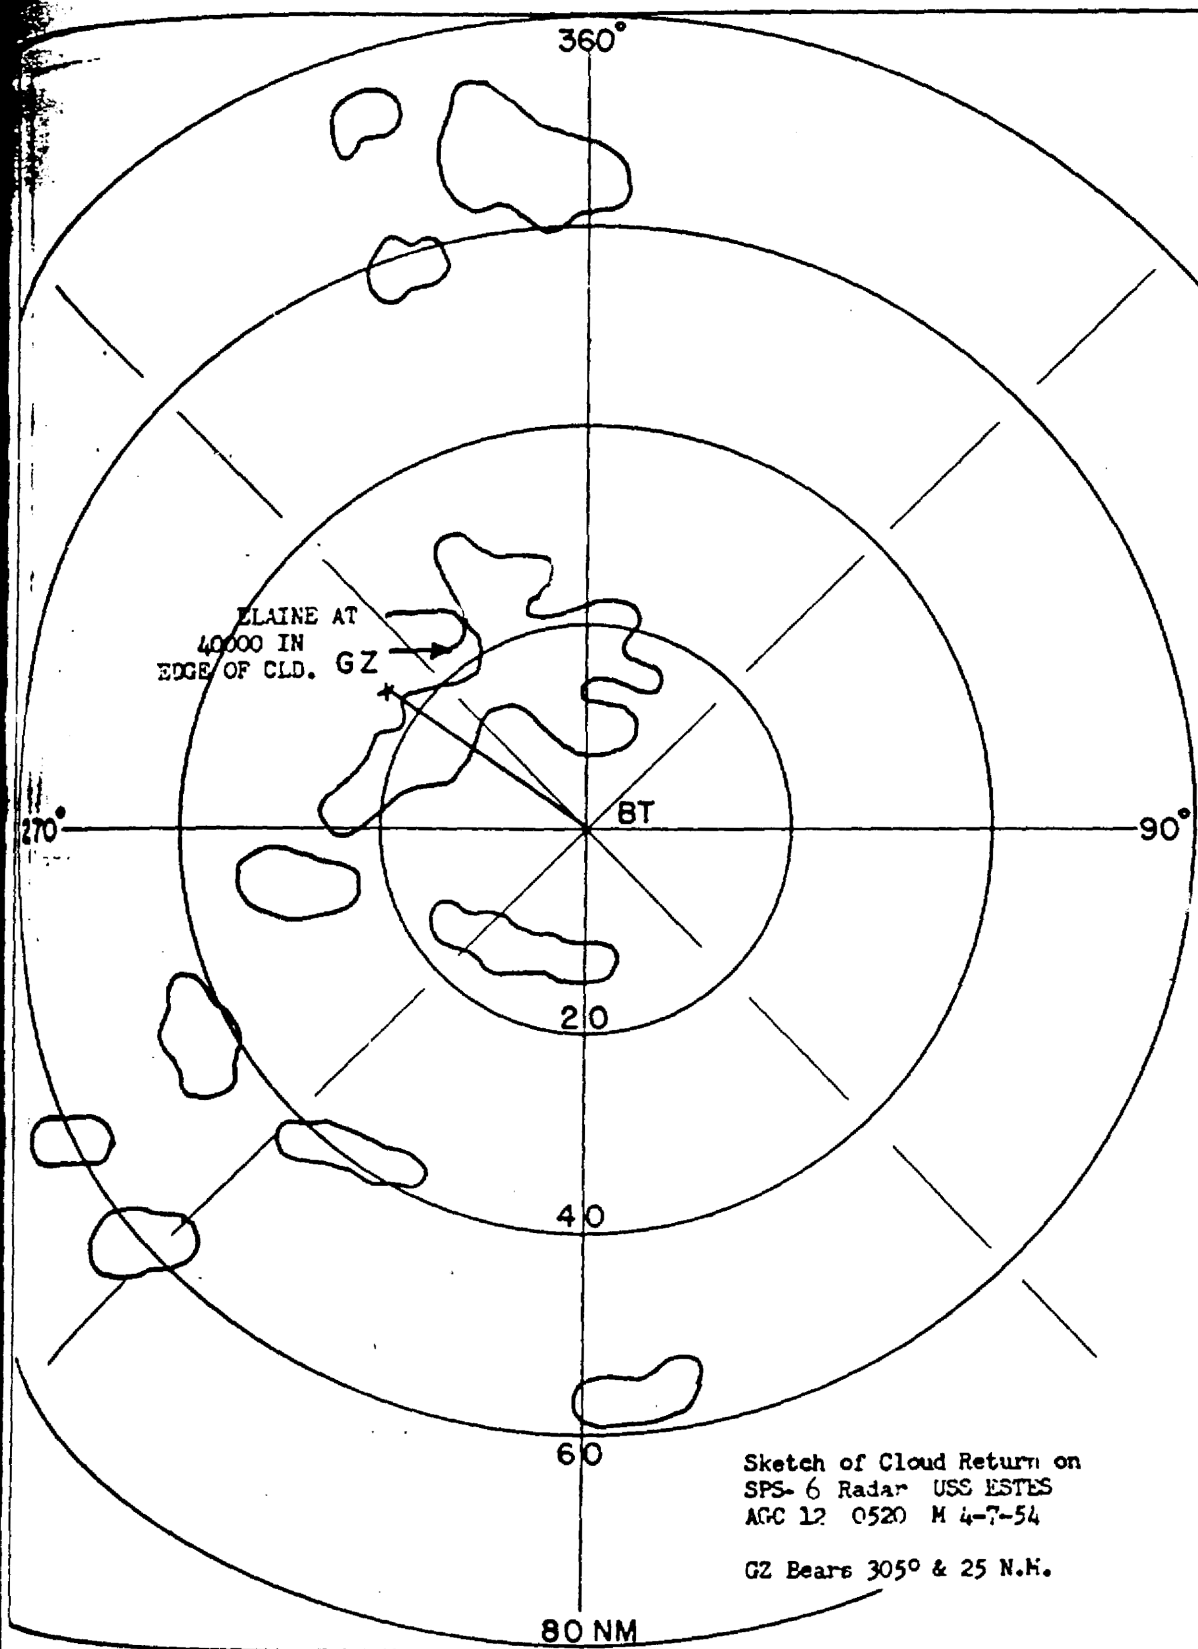 360°
ELAINE AT
40000 IN
EDGE OF CLD.
GZ
BT
270°
90°
20
40
60
Sketch of Cloud Return on
SPS-6 Radar USS ESTES
AGC 12 0520 M 4-7-54
GZ Bears 305° & 25 N.M.
80 NM